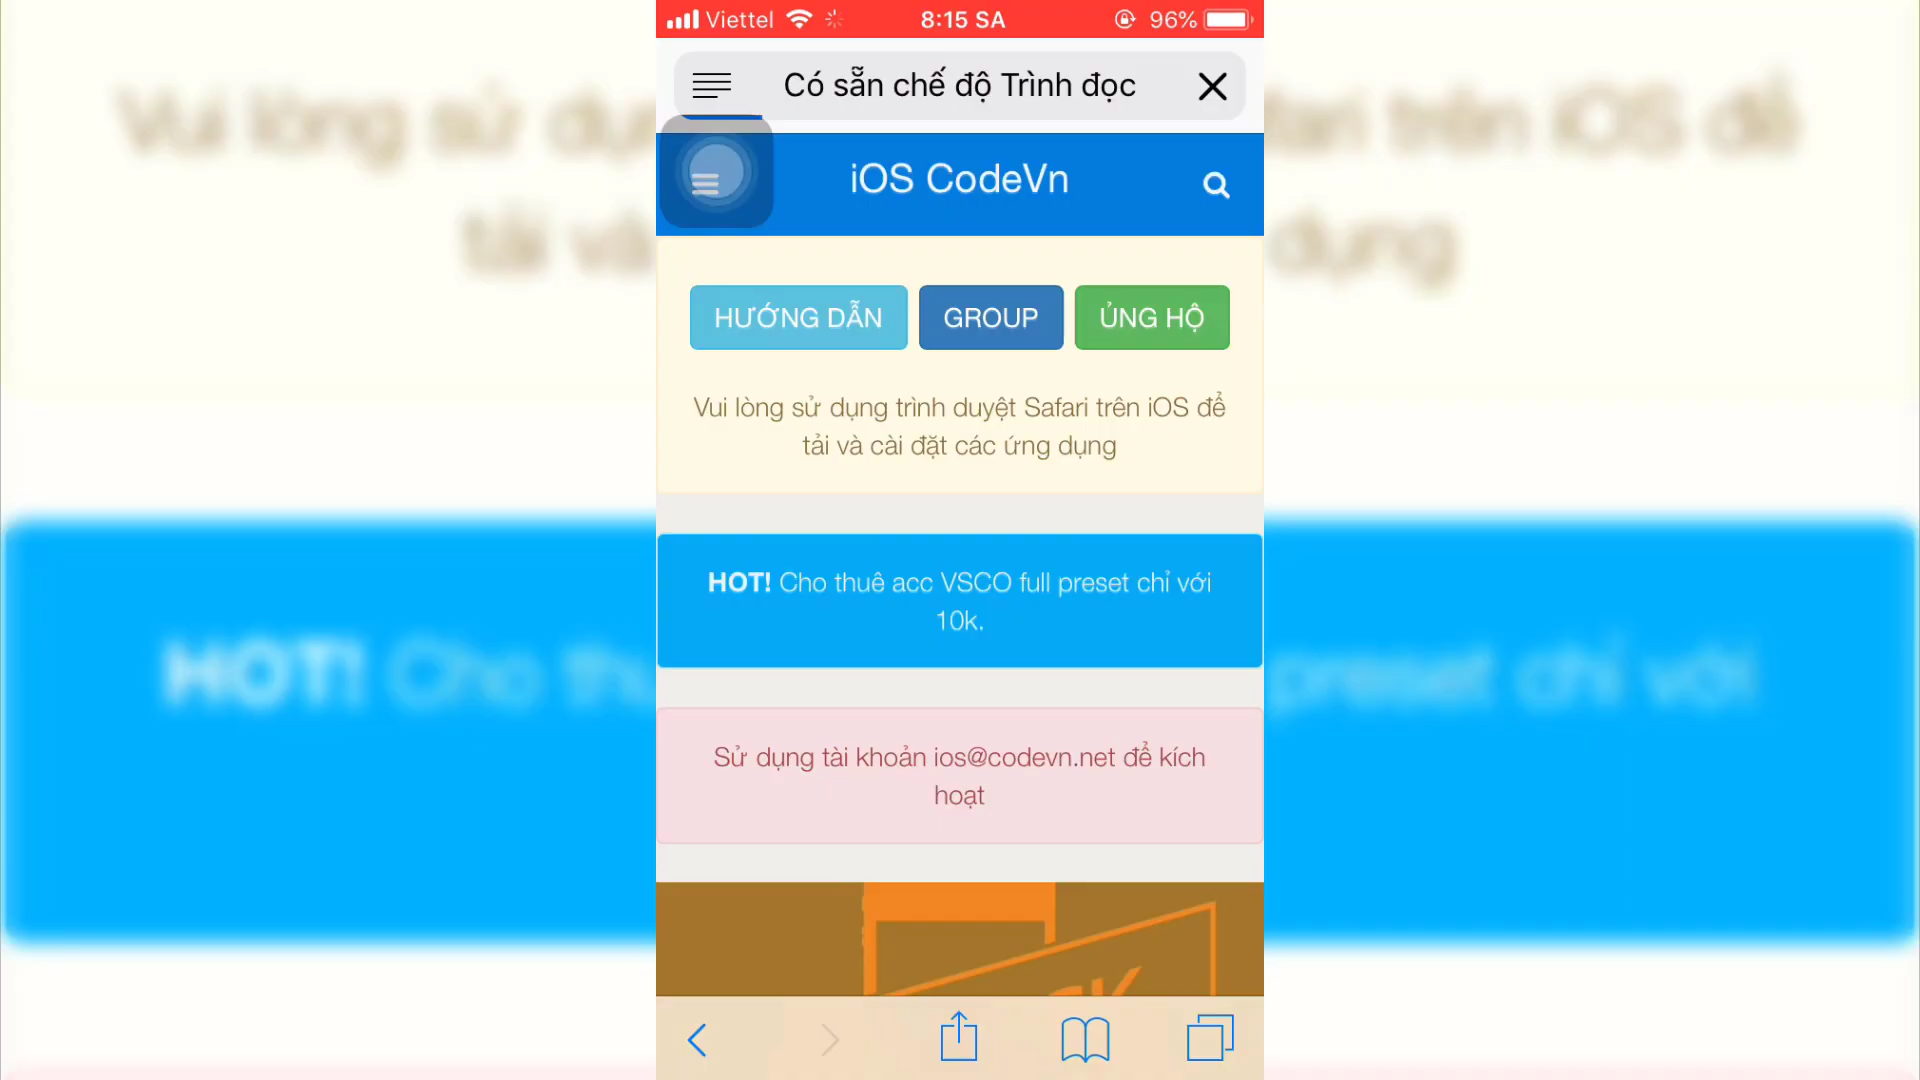 Viettel 8:15 SA 96%
Có sẵn chế độ Trình đọc
iOS CodeVn
HƯỚNG DẪN GROUP ỦNG HỘ
Vui lòng sử dụng trình duyệt Safari trên iOS để
tải và cài đặt các ứng dụng
HOT! Cho thuê acc VSCO full preset chỉ với
10k.
Sử dụng tài khoản ios@codevn.net để kích
hoạt